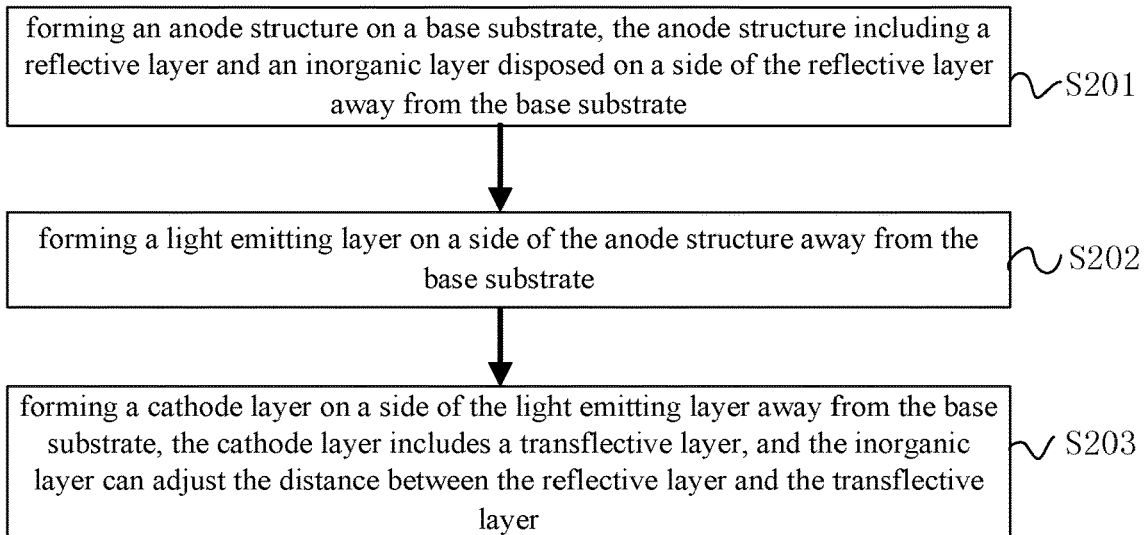 forming an anode structure on a base substrate, the anode structure including a
reflective layer and an inorganic layer disposed on a side of the reflective layer
away from the base substrate
S201
forming a light emitting layer on a side of the anode structure away from the
base substrate
S202
forming a cathode layer on a side of the light emitting layer away from the base
substrate, the cathode layer includes a transflective layer, and the inorganic
layer can adjust the distance between the reflective layer and the transflective
layer
S203